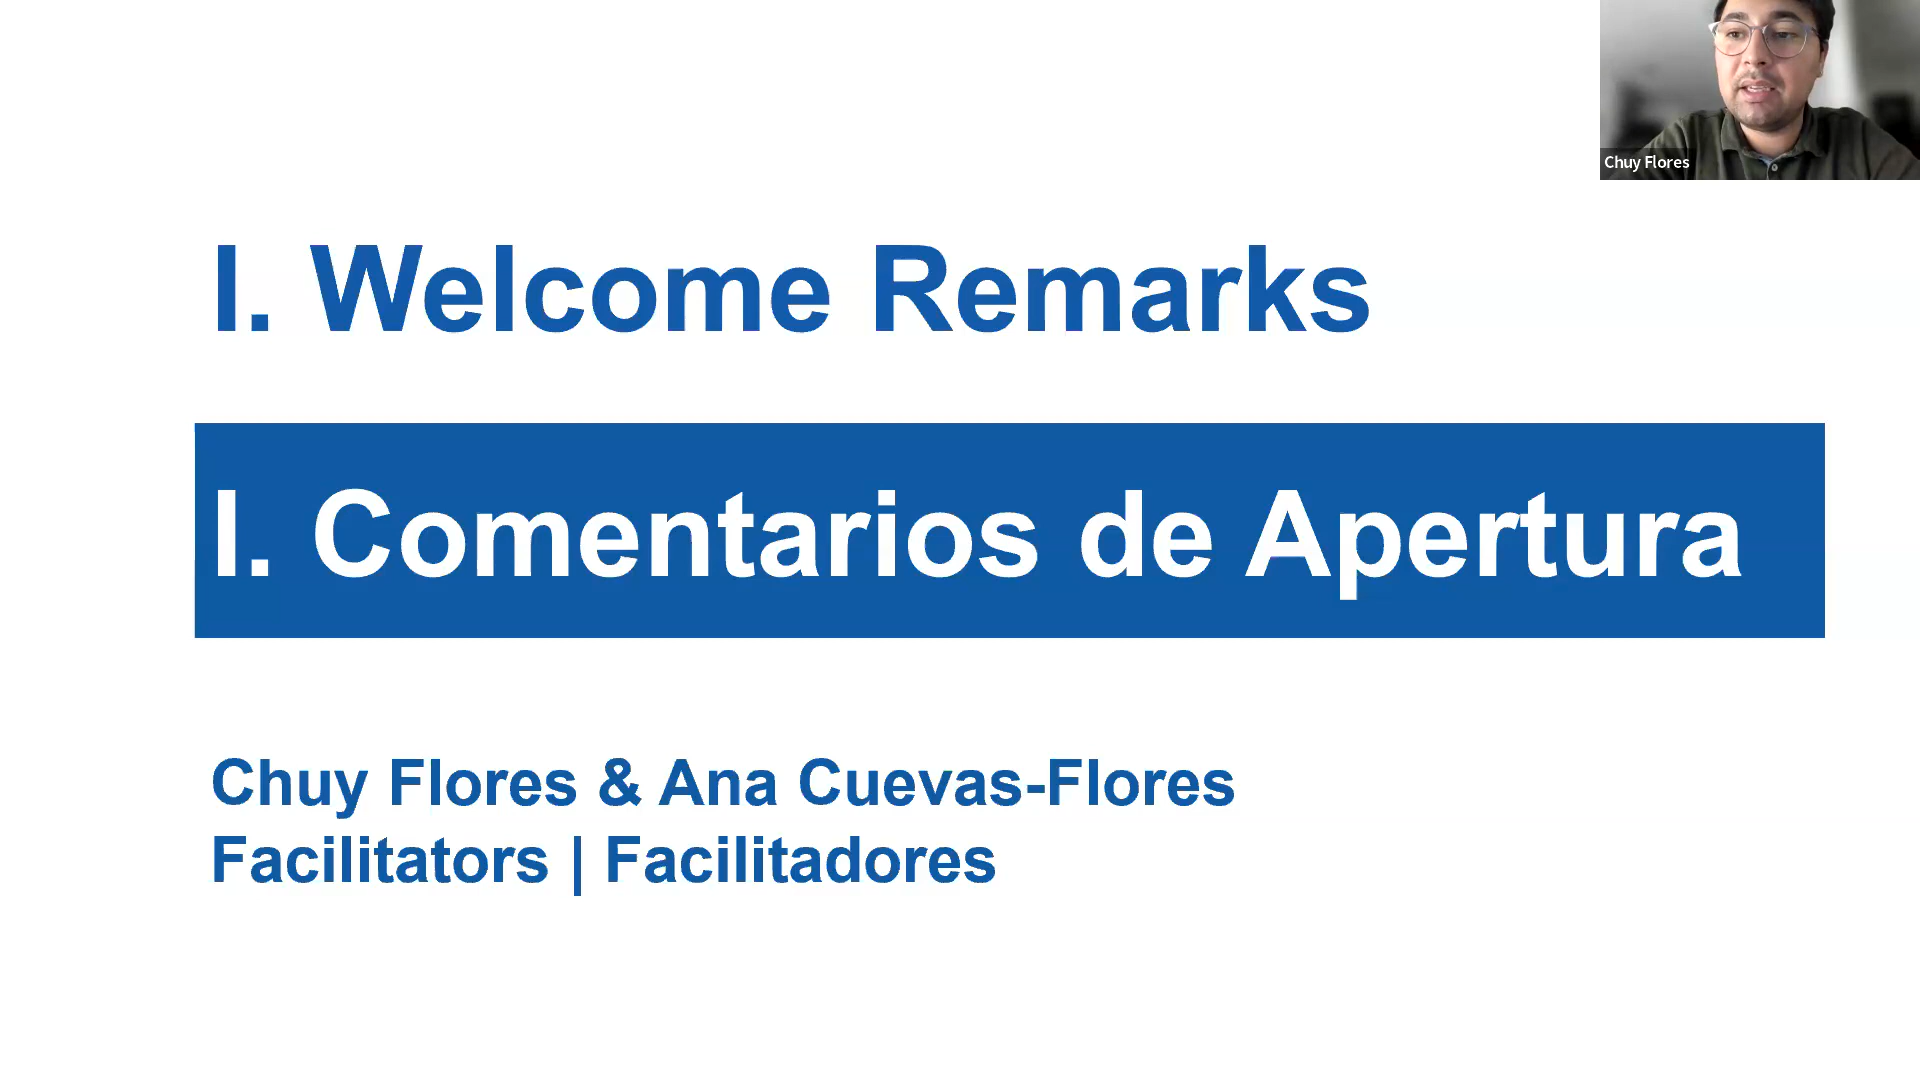 Chuy Flores
I. Welcome Remarks
I. Comentarios de Apertura
Chuy Flores & Ana Cuevas-Flores
Facilitators | Facilitadores